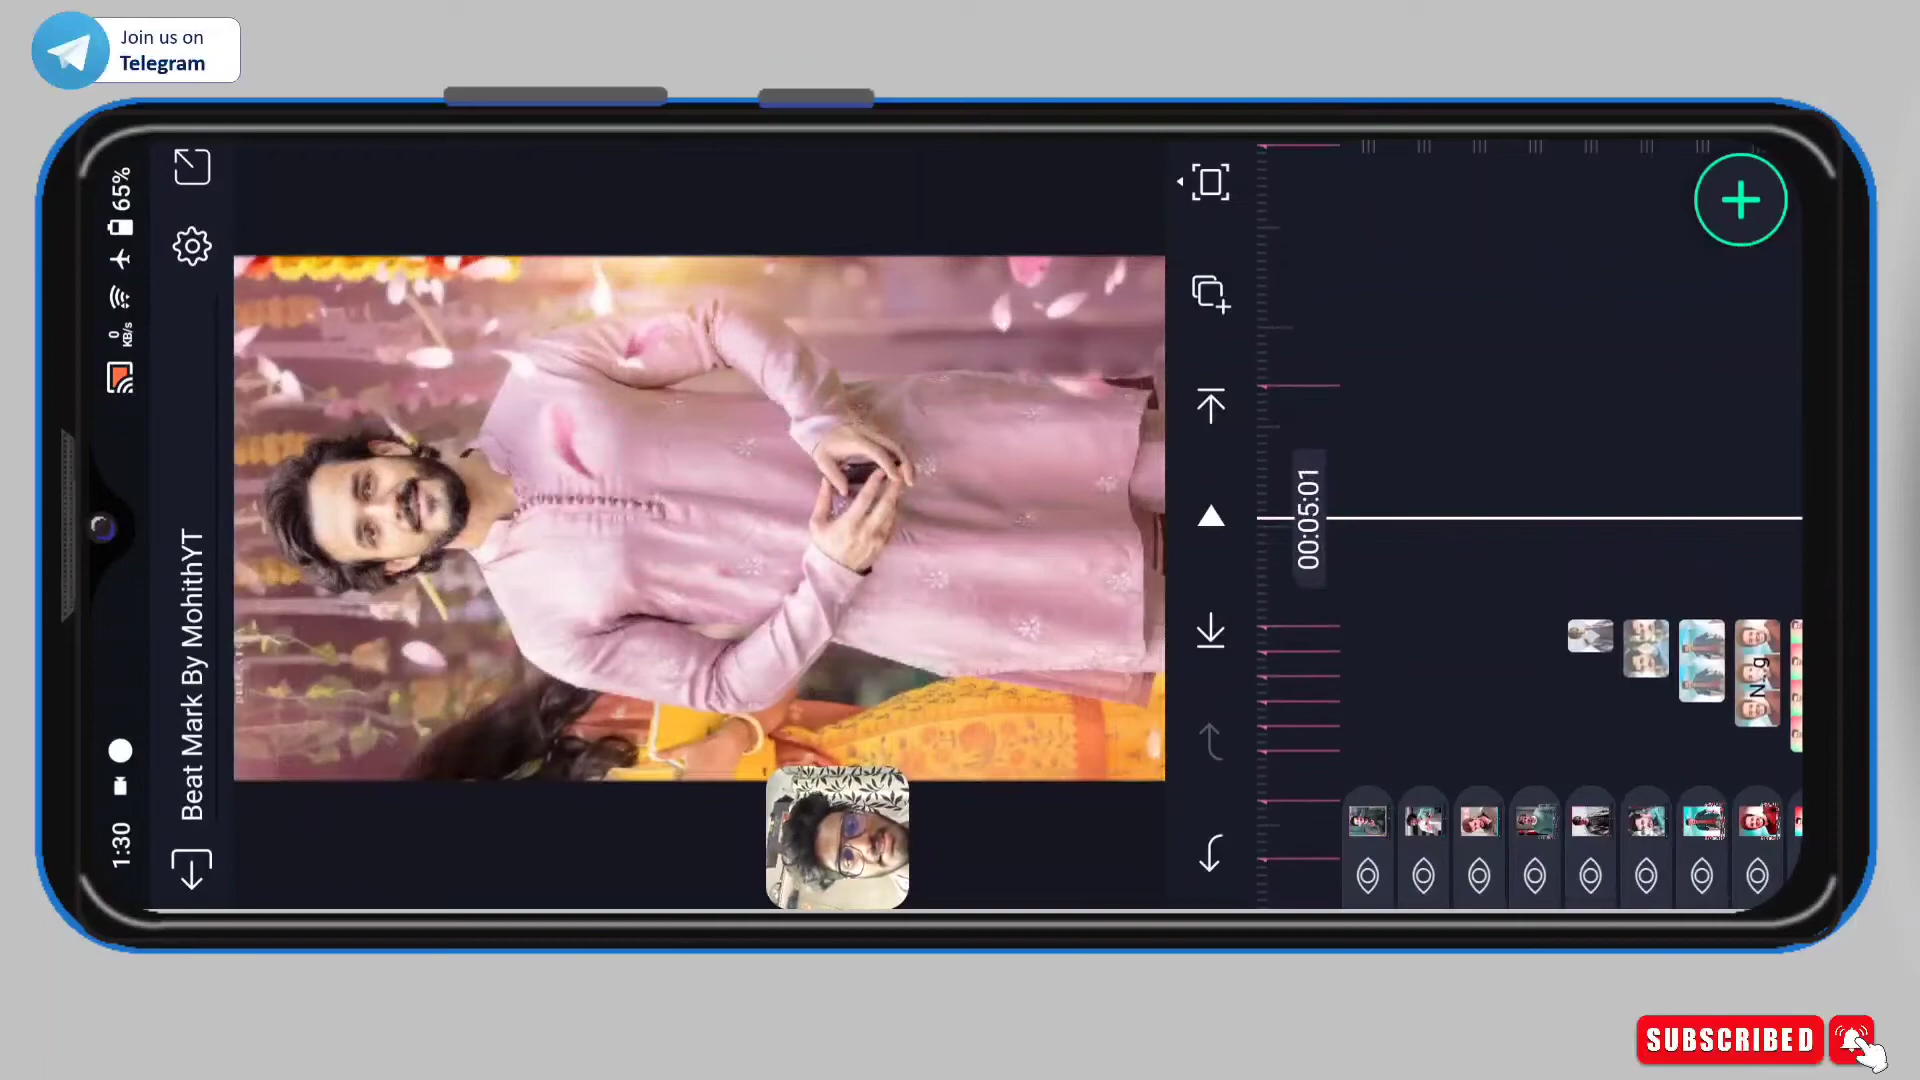 Join us on
Telegram
65%
0
KB/s
1:30
Beat Mark By MohithYT
00:05:01
N..g
SUBSCRIBED